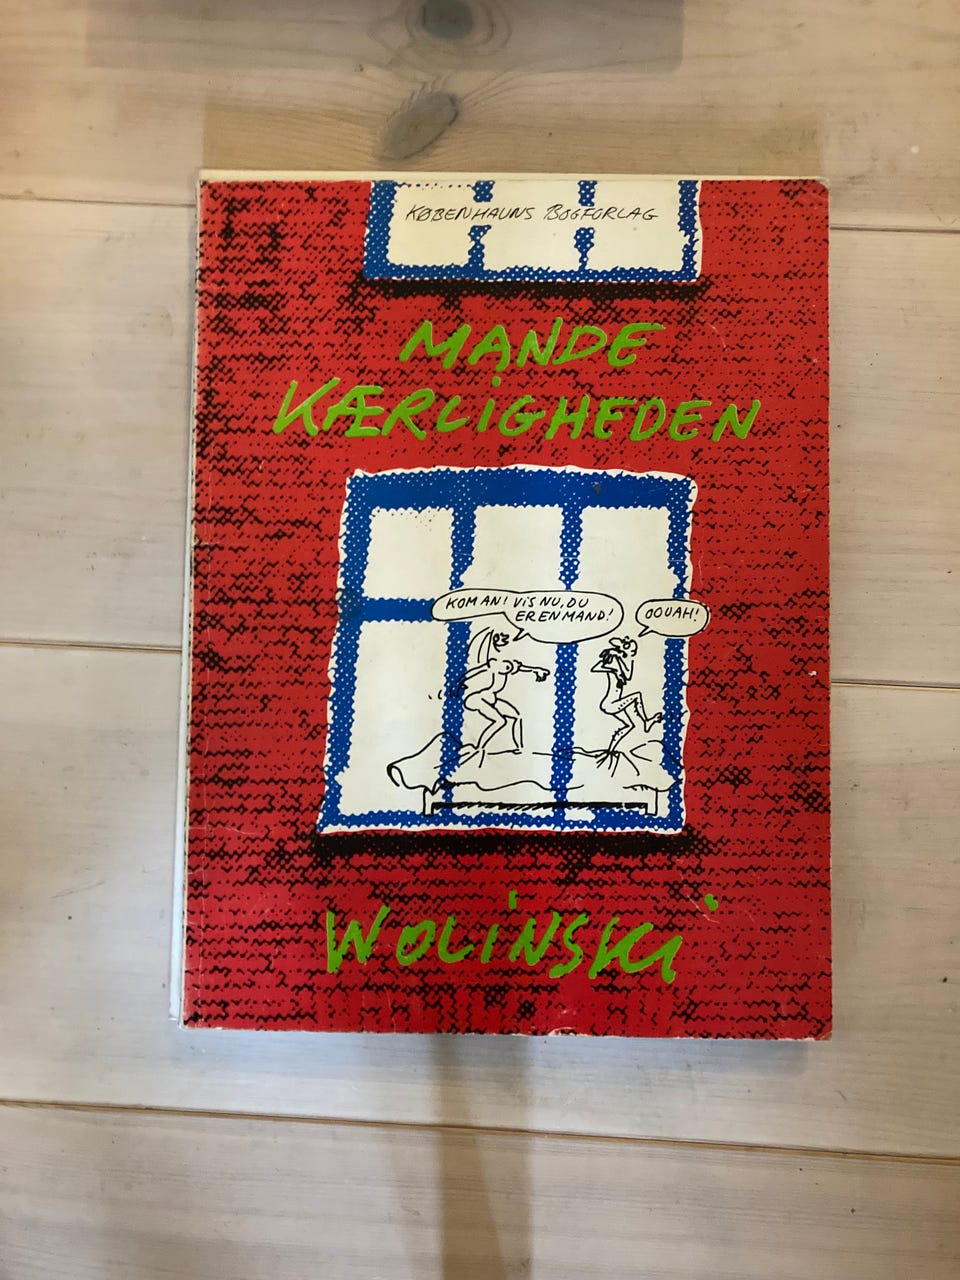 KØBENHAVNS BOGFORLAG
MANDE
KÆRLIGHEDEN
KOM AN! VIS NU, DU
ER EN MAND!
OOUAH!
WOLINSKI